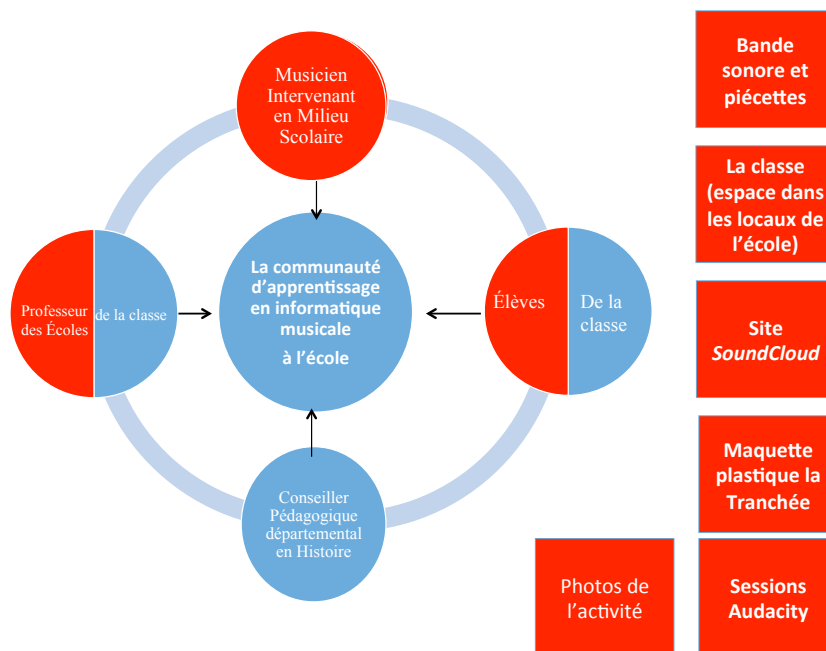 Musicien
Intervenant
en Milieu
Scolaire
Professeur
des Écoles
de la classe
La communauté
d’apprentissage
en informatique
musicale
à l’école
Élèves
De la
classe
Conseiller
Pédagogique
départemental
en Histoire
Bande
sonore et
piécettes
La classe
(espace dans
les locaux de
l’école)
Site
SoundCloud
Maquette
plastique la
Tranchée
Photos de
l’activité
Sessions
Audacity